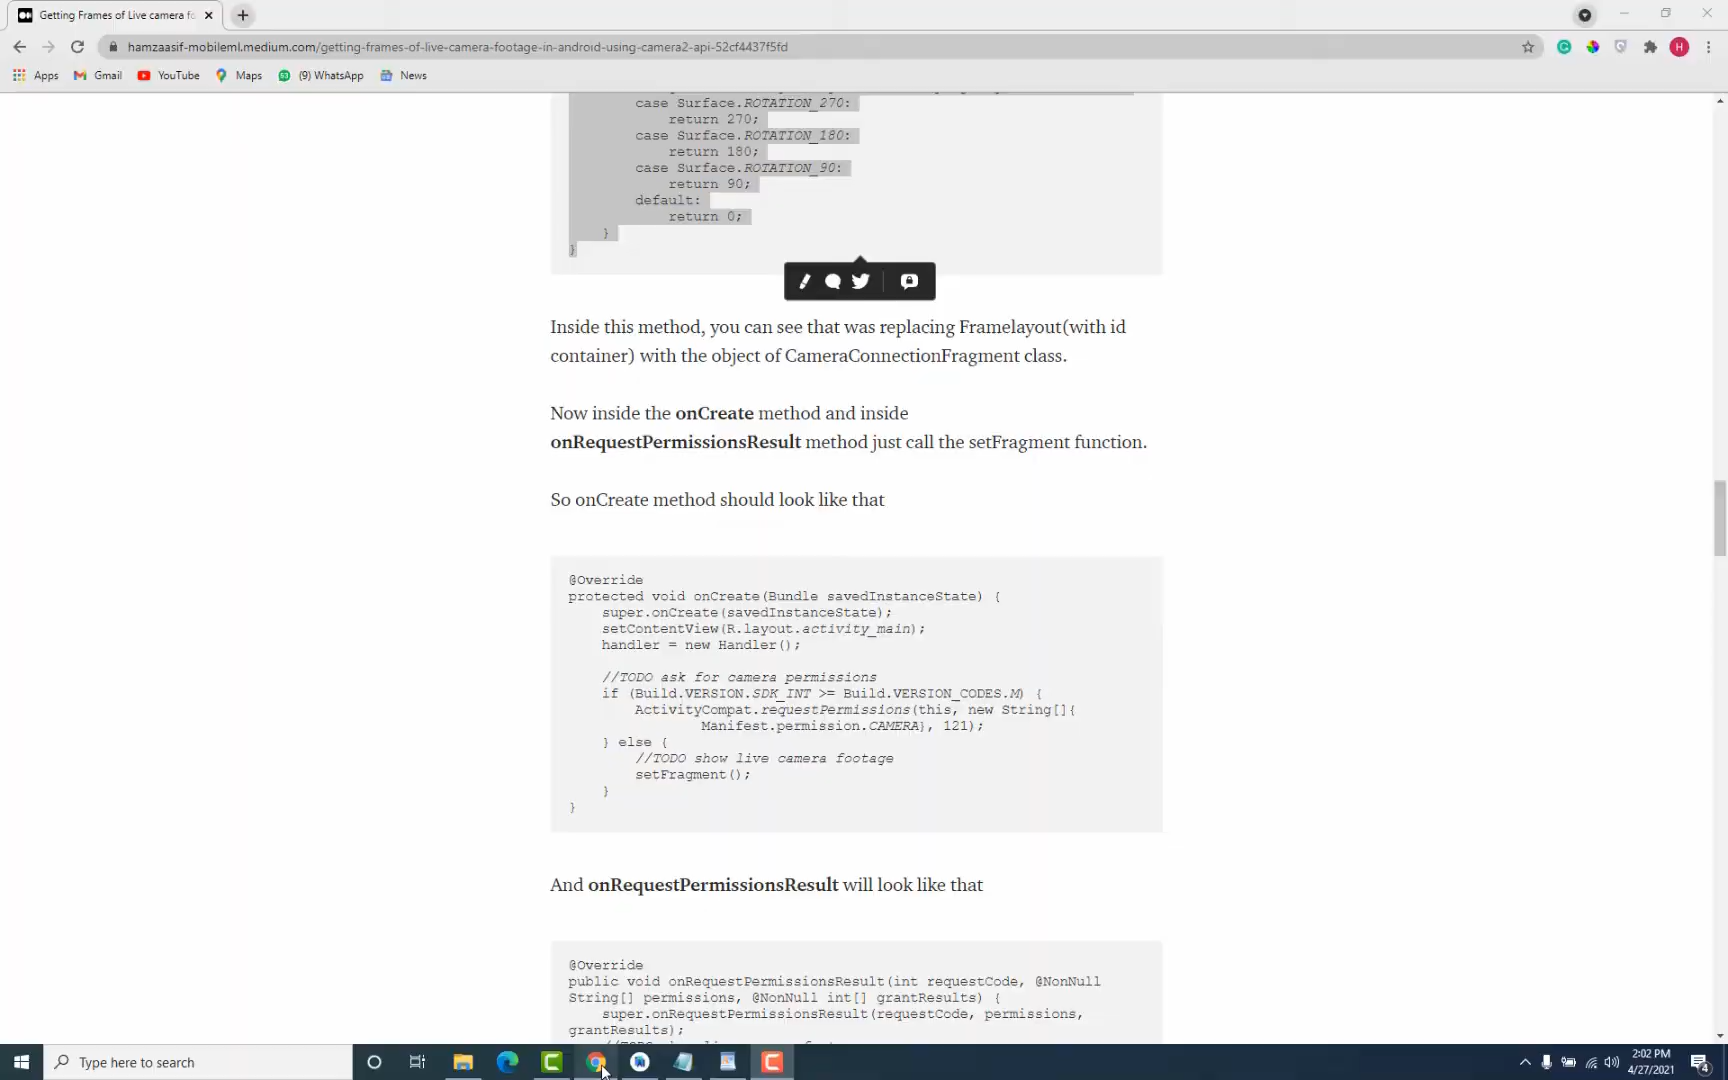 Getting Frames of Live camera fo
hamzaasif-mobileml.medium.com/getting-frames-of-live-camera-footage-in-android-using-camera2-api-52cf4437f5fd
H
Apps Gmail YouTube Maps (9) WhatsApp News
case Surface.ROTATION_270:
return 270;
case Surface.ROTATION_180:
return 180;
case Surface.ROTATION_90:
return 90;
default:
return 0;
}
}
Inside this method, you can see that was replacing Framelayout(with id
container) with the object of CameraConnectionFragment class.
Now inside the onCreate method and inside
onRequestPermissionsResult method just call the setFragment function.
So onCreate method should look like that
@Override
protected void onCreate(Bundle savedInstanceState) {
super.onCreate(savedInstanceState);
setContentView(R.layout.activity_main);
handler = new Handler();
//TODO ask for camera permissions
if (Build.VERSION.SDK_INT >= Build.VERSION_CODES.M) {
ActivityCompat.requestPermissions(this, new String[]{
Manifest.permission.CAMERA}, 121);
} else {
//TODO show live camera footage
setFragment();
}
}
And onRequestPermissionsResult will look like that
@Override
public void onRequestPermissionsResult(int requestCode, @NonNull
String[] permissions, @NonNull int[] grantResults) {
super.onRequestPermissionsResult(requestCode, permissions,
grantResults);
Type here to search
2:02 PM
4/27/2021
4